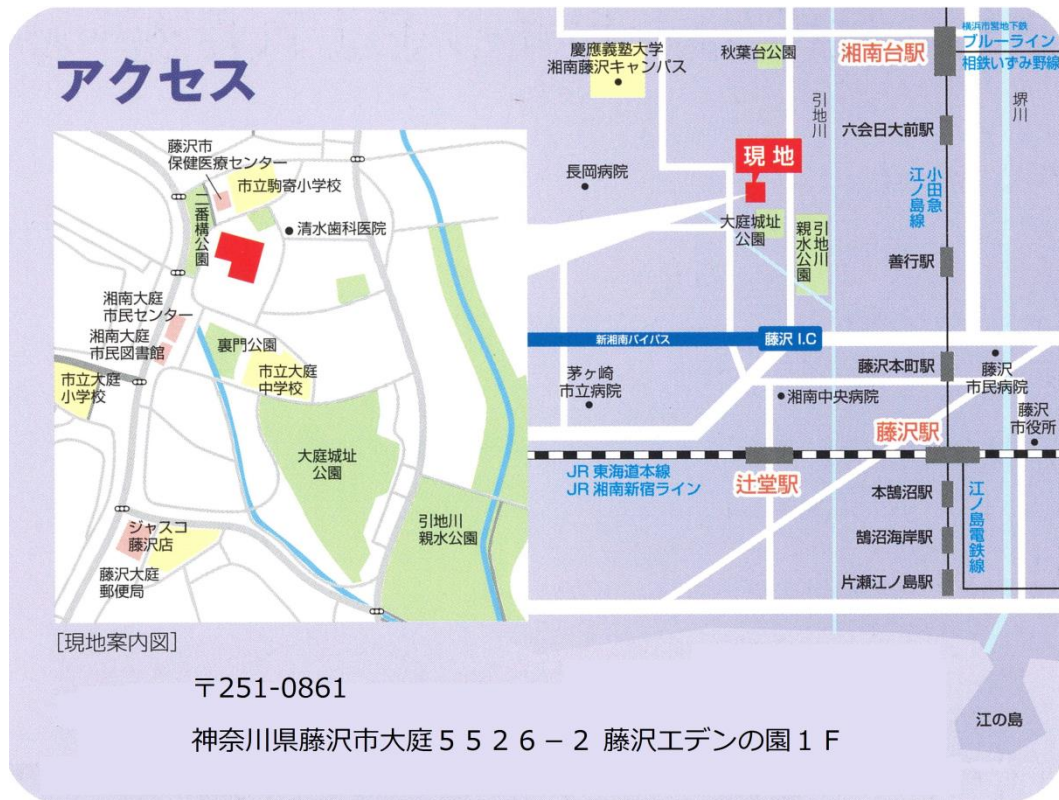 アクセス
藤沢市
保健医療センター
市立駒寄小学校
二番構公園
清水歯科医院
湘南大庭
市民センター
湘南大庭
市民図書館
裏門公園
市立大庭
中学校
市立大庭
小学校
大庭城址
公園
引地川
親水公園
ジャスコ
藤沢店
藤沢大庭
郵便局
[現地案内図]
慶應義塾大学
湘南藤沢キャンパス
秋葉台公園
湘南台駅
横浜市営地下鉄
ブルーライン
相鉄いずみ野線
引地川
堺川
六会日大前駅
現地
長岡病院
小田急
江ノ島線
大庭城址
公園
引地川
親水公園
善行駅
新湘南バイパス
藤沢 I.C
茅ヶ崎
市立病院
湘南中央病院
藤沢本町駅
藤沢
市民病院
藤沢
市役所
藤沢駅
辻堂駅
JR 東海道本線
JR 湘南新宿ライン
本鵠沼駅
鵠沼海岸駅
片瀬江ノ島駅
江ノ島電鉄線
江の島
〒251-0861
神奈川県藤沢市大庭5526－2 藤沢エデンの園1F